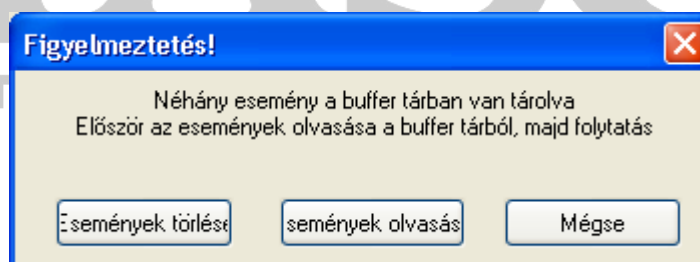 Figyelmeztetés!
Néhány esemény a buffer tárban van tárolva
Először az események olvasása a buffer tárból, majd folytatás
Események törlése
semények olvasás
Mégse